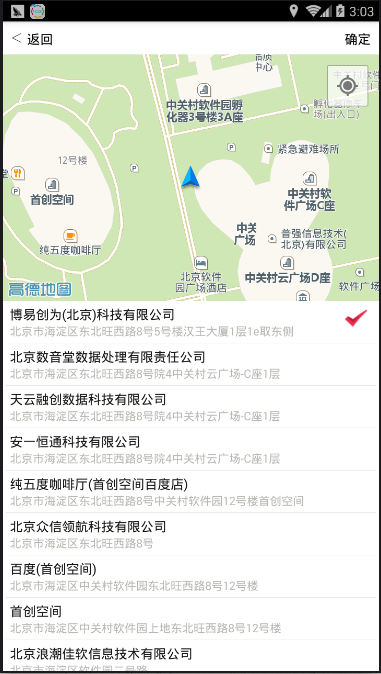 3:03
返回
确定
质
中心
中关村软件园孵
化器3号楼3A座
孵化器停车
场(出入口)
紧急避难场所
12号楼
堂
首创空间
中关村软
件广场C座
中关
广场
普强信息技术(
北京)有限公司
纯五度咖啡厅
北京软件
园广场酒店
中关村云广场D座
软件广场
高德地图
博易创为(北京)科技有限公司
北京市海淀区东北旺西路8号5号楼汉王大厦1层1e取东侧
北京数音堂数据处理有限责任公司
北京市海淀区东北旺西路8号院4中关村云广场-C座1层
天云融创数据科技有限公司
北京市海淀区东北旺西路8号院4中关村云广场-C座1层
安一恒通科技有限公司
北京市海淀区东北旺西路8号院4中关村云广场-C座1层
纯五度咖啡厅(首创空间百度店)
北京市海淀区东北旺西路8号中关村软件园12号楼首创空间
北京众信领航科技有限公司
北京市海淀区东北旺西路8号
百度(首创空间)
北京市海淀区中关村软件园东北旺西路8号12号楼
首创空间
北京市海淀区中关村软件园上地东北旺西路8号12号楼
北京浪潮佳软信息技术有限公司
北京市海淀区软件园二号路